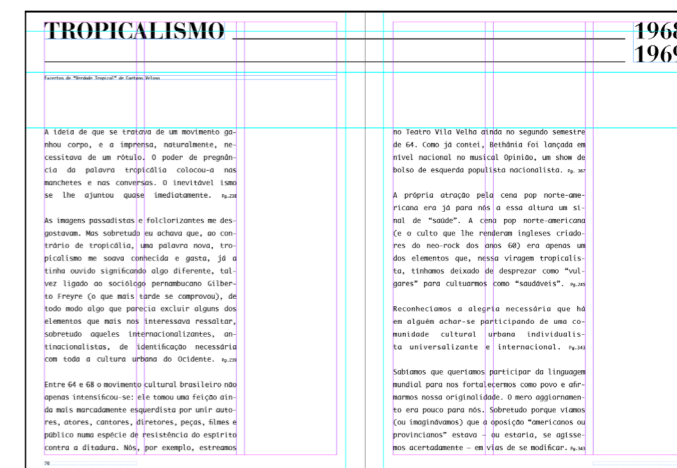 TROPICALISMO
1968
1969
Excertos de "Verdade Tropical" de Caetano Veloso
A ideia de que se tratava de um movimento ga-
nhou corpo, e a imprensa, naturalmente, ne-
cessitava de um rótulo. O poder de pregnân-
cia da palavra tropicália colocou-a nas
manchetes e nas conversas. O inevitável ismo
se lhe ajuntou quase imediatamente.
As imagens passadistas e folclorizantes me des-
gostavam. Mas sobretudo eu achava que, ao con-
trário de tropicália, uma palavra nova, tro-
picalismo me soava conhecida e gasta, já a
tinha ouvido significando algo diferente, tal-
vez ligado ao sociólogo pernambucano Gilber-
to Freyre (o que mais tarde se comprovou), de
todo modo algo que parecia excluir alguns dos
elementos que mais nos interessava ressaltar,
sobretudo aqueles internacionalizantes, an-
tinacionalistas, de identificação necessária
com toda a cultura urbana do Ocidente.
Entre 64 e 68 o movimento cultural brasileiro não
apenas intensificou-se: ele tomou uma feição ain-
da mais marcadamente esquerdista por unir auto-
res, atores, cantores, diretores, peças, filmes e
público numa espécie de resistência do espírito
contra a ditadura. Nós, por exemplo, estreamos
70
no Teatro Vila Velha ainda no segundo semestre
de 64. Como já contei, Bethânia foi lançada em
nível nacional no musical Opinião, um show de
bolso de esquerda populista nacionalista. Pg. 367
A própria atração pela cena pop norte-ame-
ricana era já para nós a essa altura um si-
nal de “saúde”. A cena pop norte-americana
(e o culto que lhe renderam ingleses criado-
res do neo-rock dos anos 60) era apenas um
dos elementos que, nessa viragem tropicalis-
ta, tínhamos deixado de desprezar como “vul-
gares” para cultuarmos como “saudáveis”. Pg.245
Reconhecíamos a alegria necessária que há
em alguém achar-se participando de uma co-
munidade cultural urbana individualis-
ta universalizante e internacional. Pg.343
Sabíamos que queríamos participar da linguagem
mundial para nos fortalecermos como povo e afir-
marmos nossa originalidade. O mero aggiornamen-
to era pouco para nós. Sobretudo porque víamos
(ou imaginávamos) que a oposição “americanos ou
provincianos” estava — ou estaria, se agísse-
mos acertadamente — em vias de se modificar. Pg.343